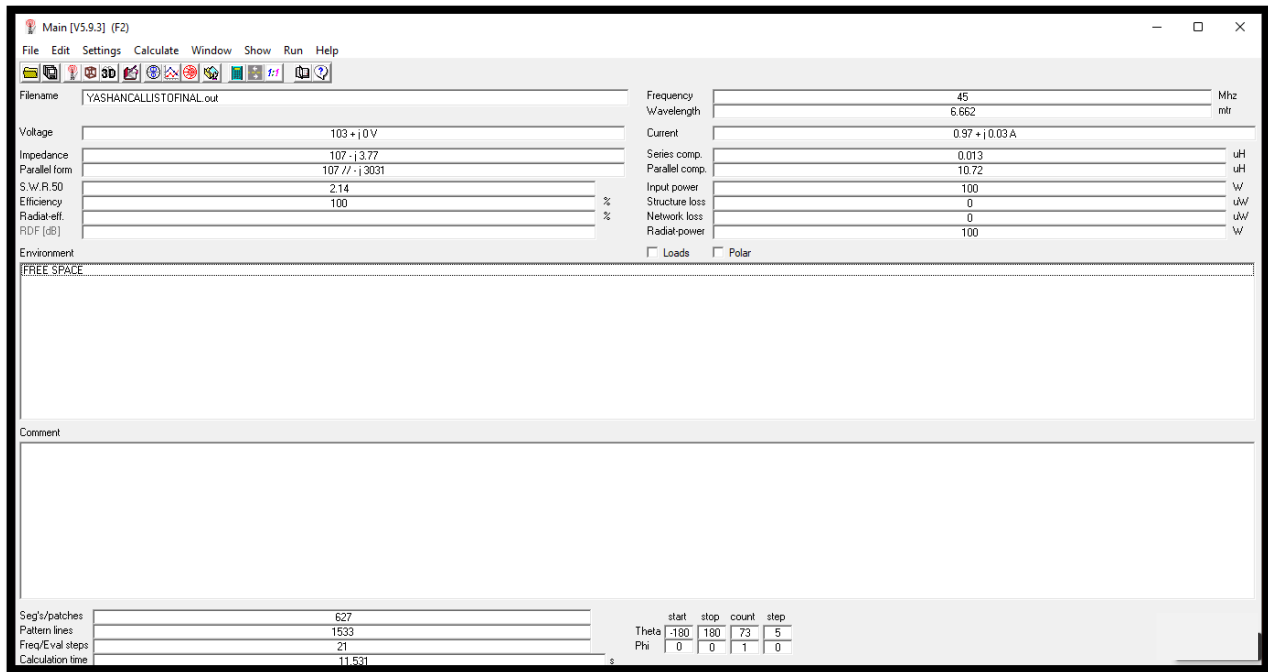 Main [V5.9.3] (F2)
File Edit Settings Calculate Window Show Run Help
3D 1:1
Filename YASHANCALLISTOFINAL.out Frequency 45 Mhz
Wavelength 6.662 mtr
Voltage 103 + j 0 V Current 0.97 + j 0.03 A
Impedance 107 - j 3.77 Series comp. 0.013 uH
Parallel form 107 // - j 3031 Parallel comp. 10.72 uH
S.W.R.50 2.14 Input power 100 W
Efficiency 100 % Structure loss 0 uW
Radiat-eff. % Network loss 0 uW
RDF [dB] Radiat-power 100 W
Environment Loads Polar
FREE SPACE
Comment
Seg's/patches 627 start stop count step
Pattern lines 1533 Theta -180 180 73 5
Freq/Eval steps 21 Phi 0 0 1 0
Calculation time 11.531 s